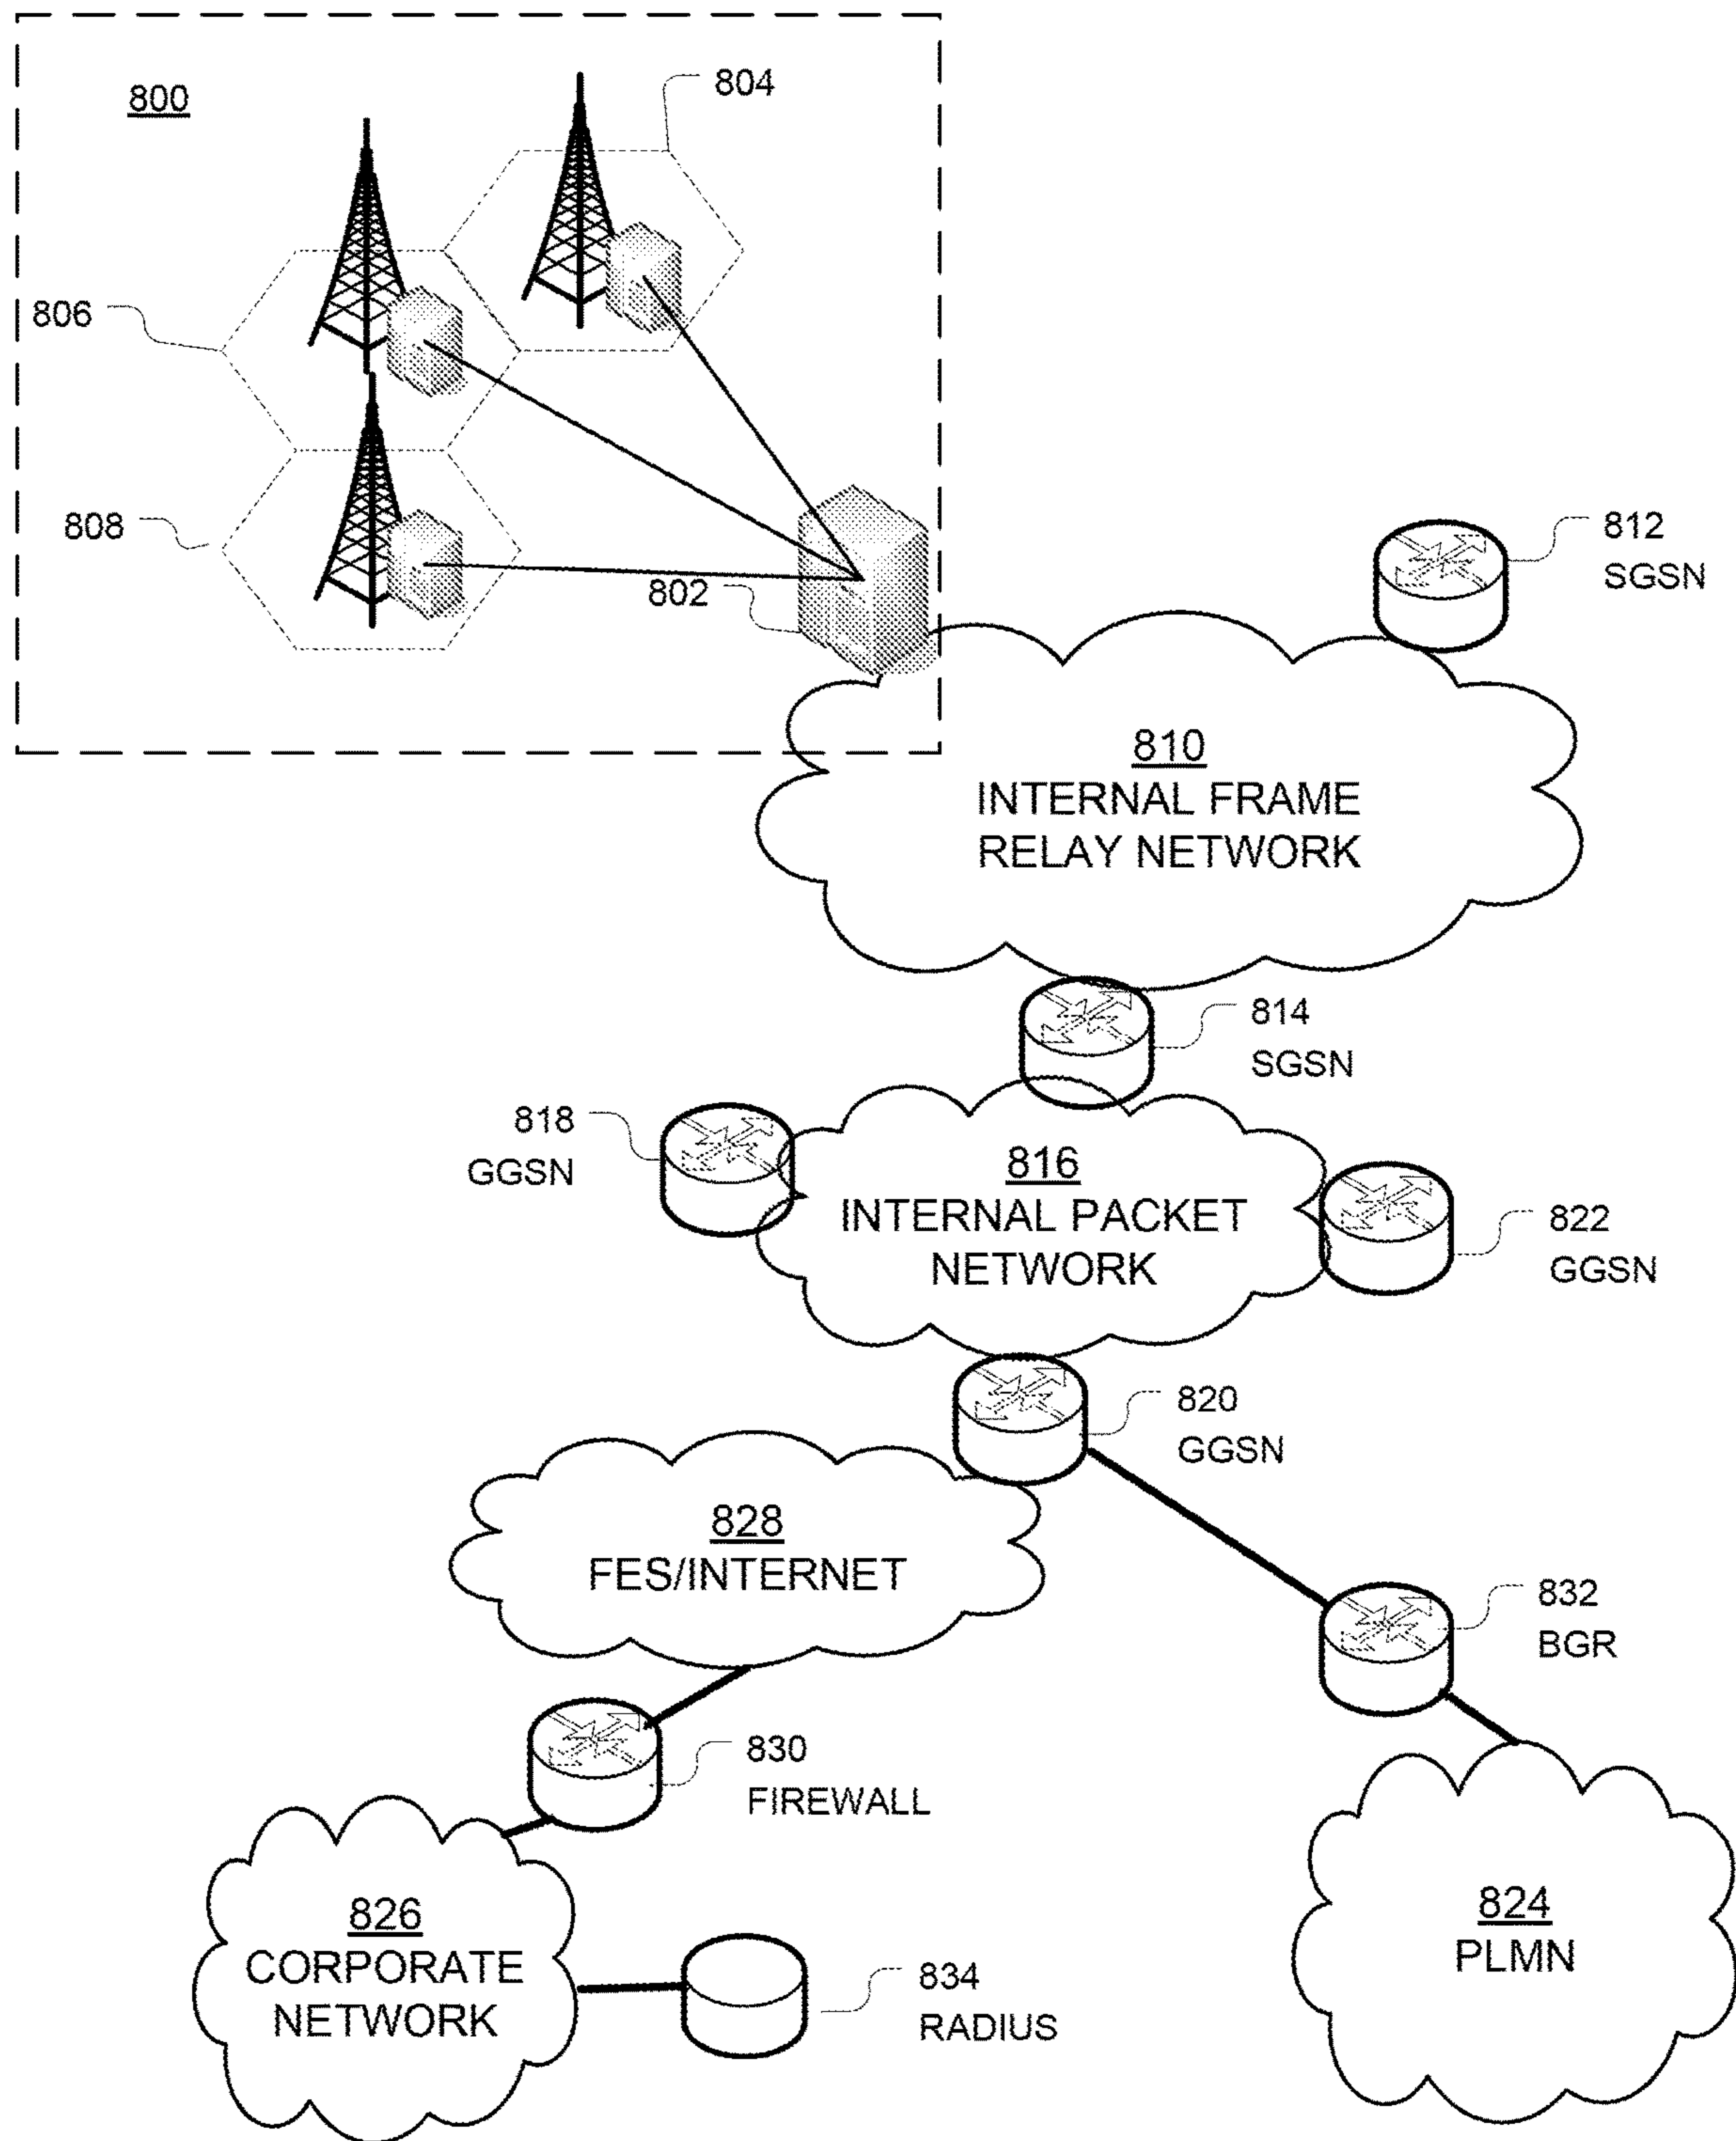 800
804
806
808
802
812
SGSN
810
INTERNAL FRAME
RELAY NETWORK
814
SGSN
818
GGSN
816
INTERNAL PACKET
NETWORK
822
GGSN
820
GGSN
828
FES/INTERNET
832
BGR
830
FIREWALL
826
CORPORATE
NETWORK
834
RADIUS
824
PLMN